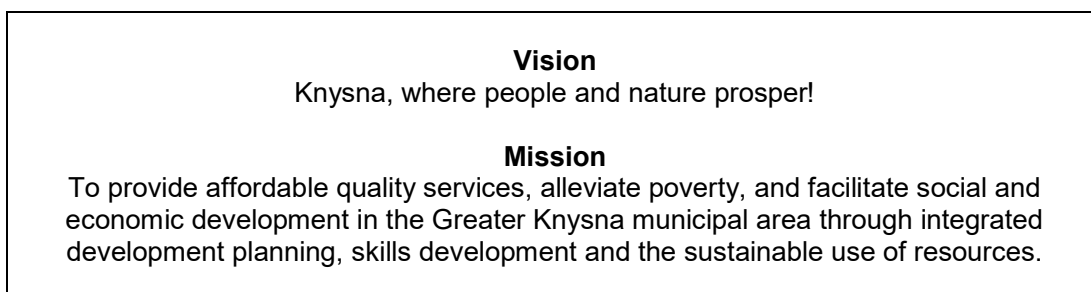 Vision
Knysna, where people and nature prosper!
Mission
To provide affordable quality services, alleviate poverty, and facilitate social and
economic development in the Greater Knysna municipal area through integrated
development planning, skills development and the sustainable use of resources.